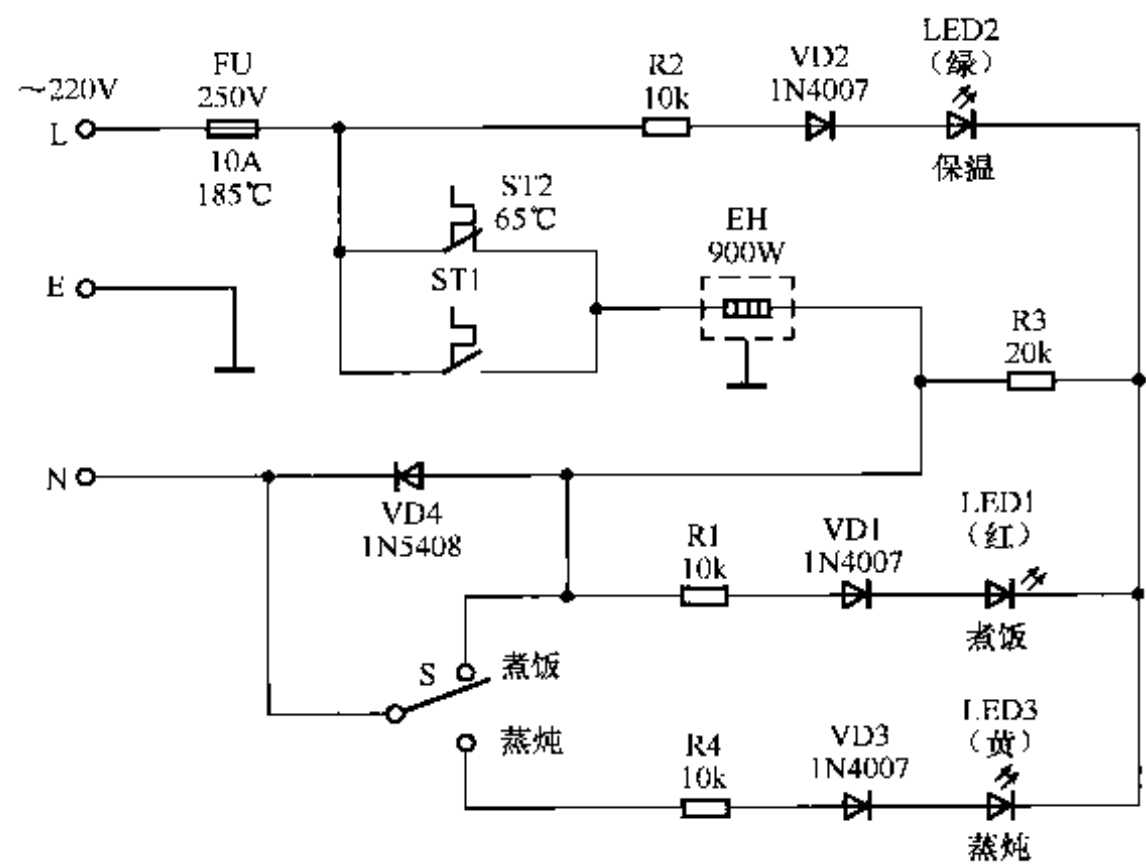 ～220V
L
FU
250V
10A
185℃
R2
10k
VD2
1N4007
LED2
（绿）
保温
ST2
65℃
ST1
EH
900W
E
R3
20k
N
VD4
1N5408
R1
10k
VD1
1N4007
LED1
（红）
煮饭
S
煮饭
蒸炖
R4
10k
VD3
1N4007
LED3
（黄）
蒸炖